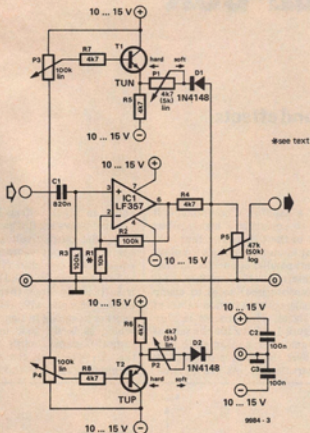 10 ... 15 V +
P3
100k
lin
R7
4k7
T1
TUN
hard
soft
P1
4k7
(5k)
lin
D1
1N4148
R5
4k7
10 ... 15 V −
*see text
10 ... 15 V +
C1
820n
3
7
IC1
LF357
6
2
4
R4
4k7
R2
100k
R3
100k
R1
*
10k
10 ... 15 V
P5
47k
(50k)
log
0
0
10 ... 15 V +
R6
4k7
4k7
(5k)
lin
P2
D2
1N4148
hard
soft
P4
100k
lin
R8
4k7
T2
TUP
10 ... 15 V −
10 ... 15 V
+
C2
100n
0
C3
100n
−
10 ... 15 V
9984 - 3